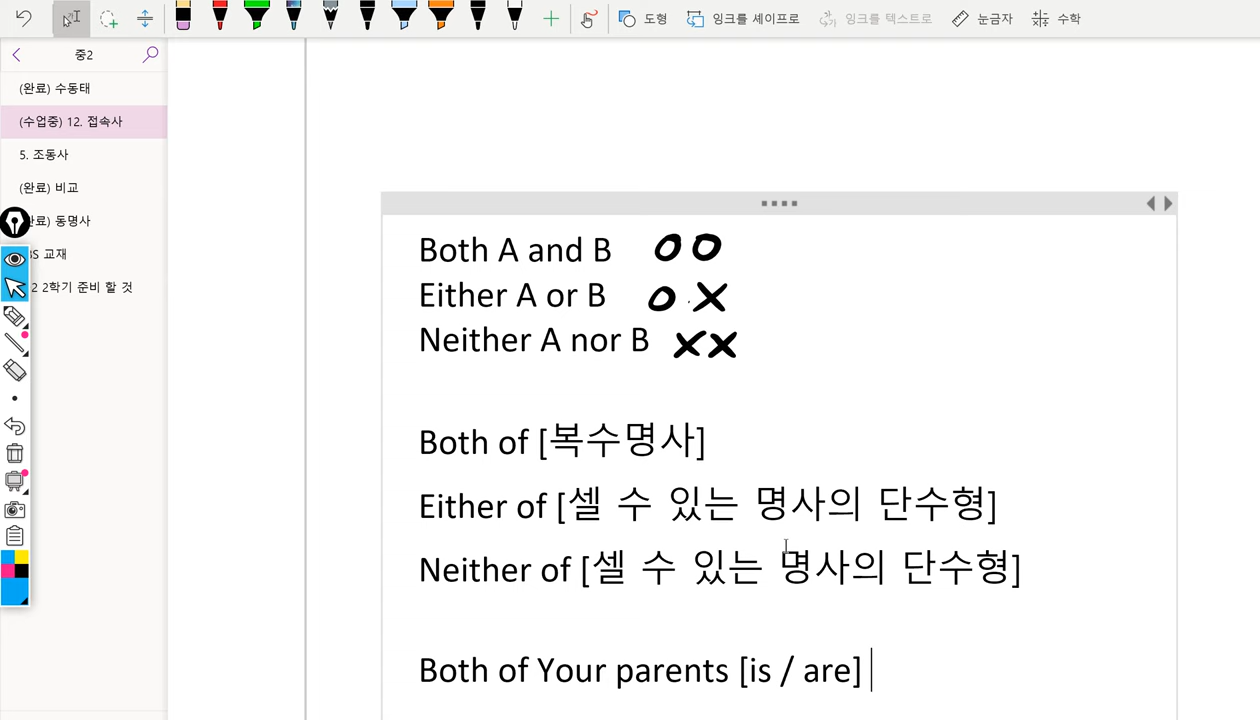 도형
잉크를 셰이프로
잉크를 텍스트로
눈금자
수학
중2
(완료) 수동태
(수업중) 12. 접속사
5. 조동사
(완료) 비교
동명사
교재
2학기 준비 할 것
Both A and B O O
Either A or B O X
Neither A nor B X X
Both of [복수명사]
Either of [셀 수 있는 명사의 단수형]
Neither of [셀 수 있는 명사의 단수형]
Both of Your parents [is / are]